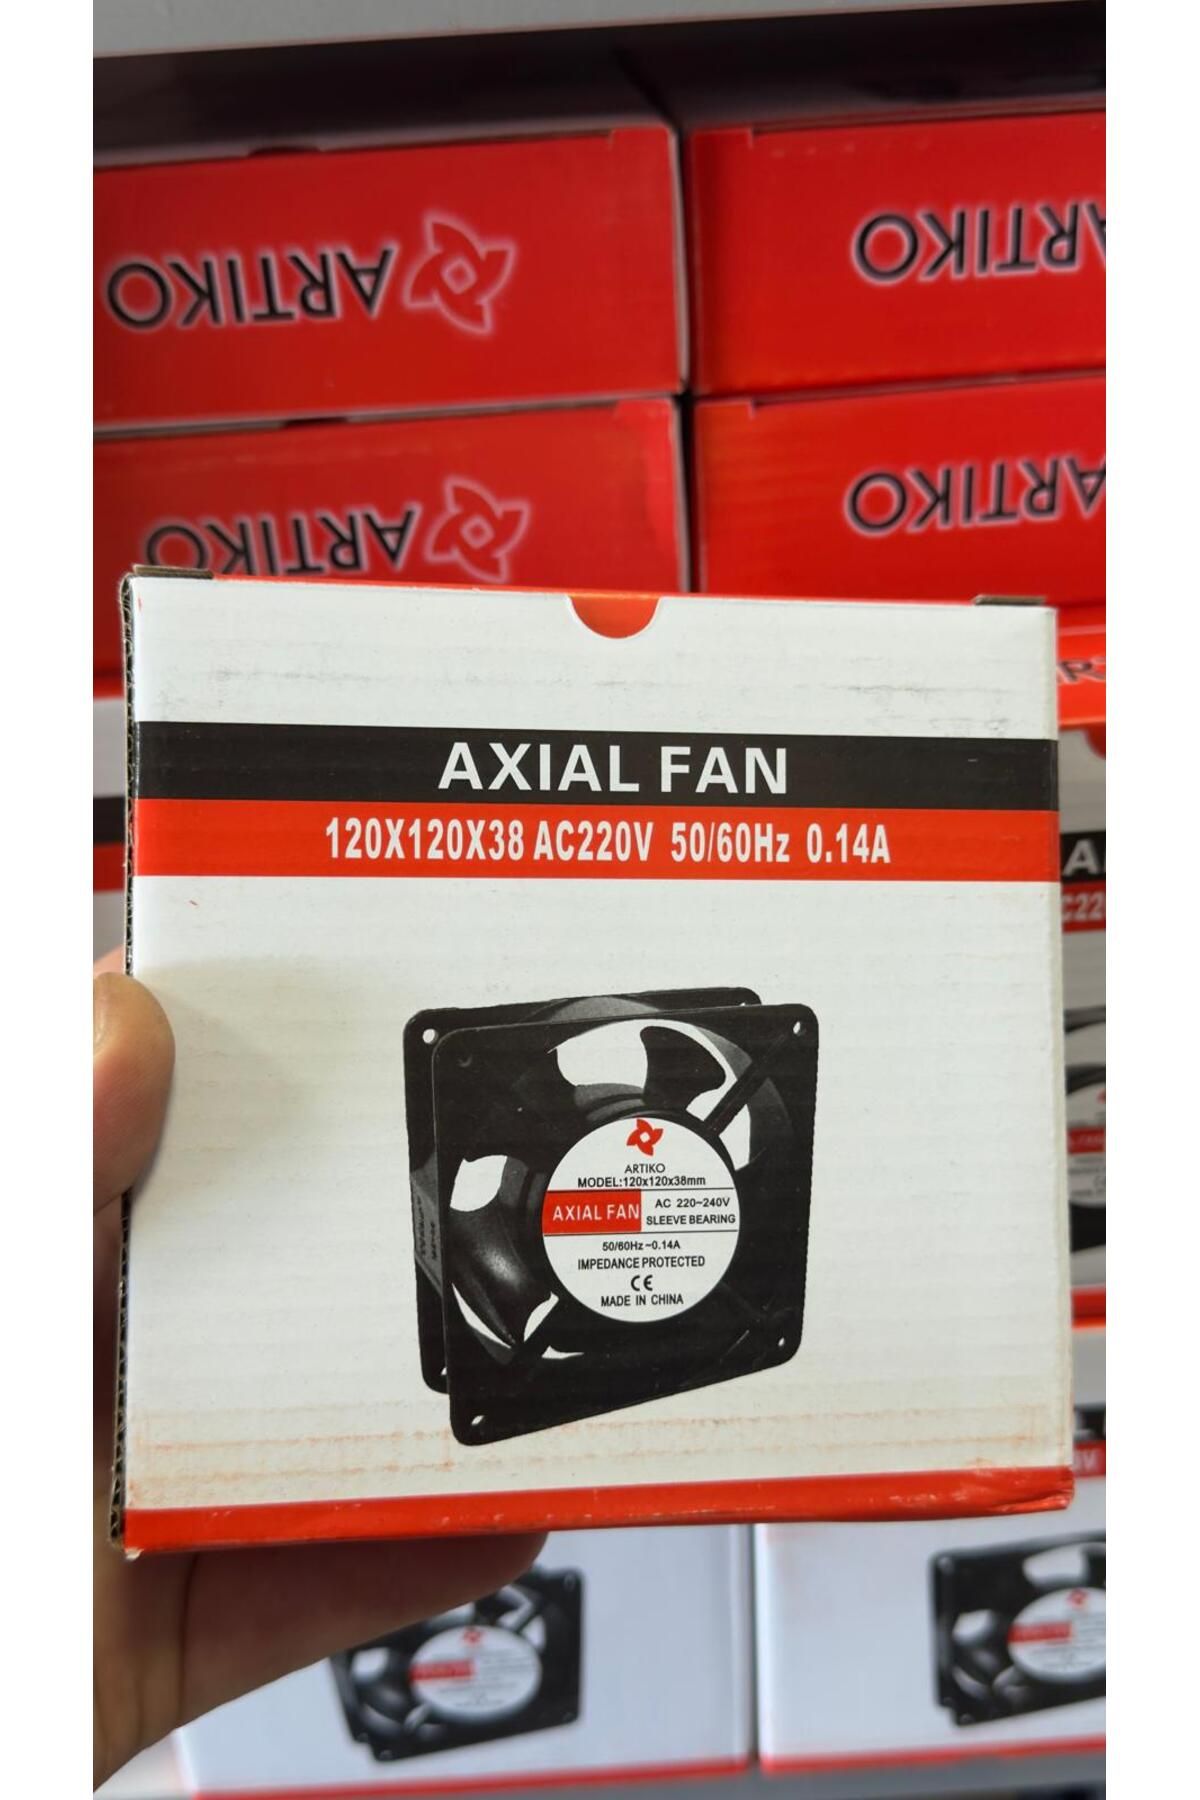 ARTIKO
ARTIKO
ARTIKO
ARTIKO
AXIAL FAN
120X120X38 AC220V 50/60Hz 0.14A
ARTIKO
MODEL:120x120x38mm
AXIAL FAN
AC 220~240V
SLEEVE BEARING
50/60Hz~0.14A
IMPEDANCE PROTECTED
CE
MADE IN CHINA